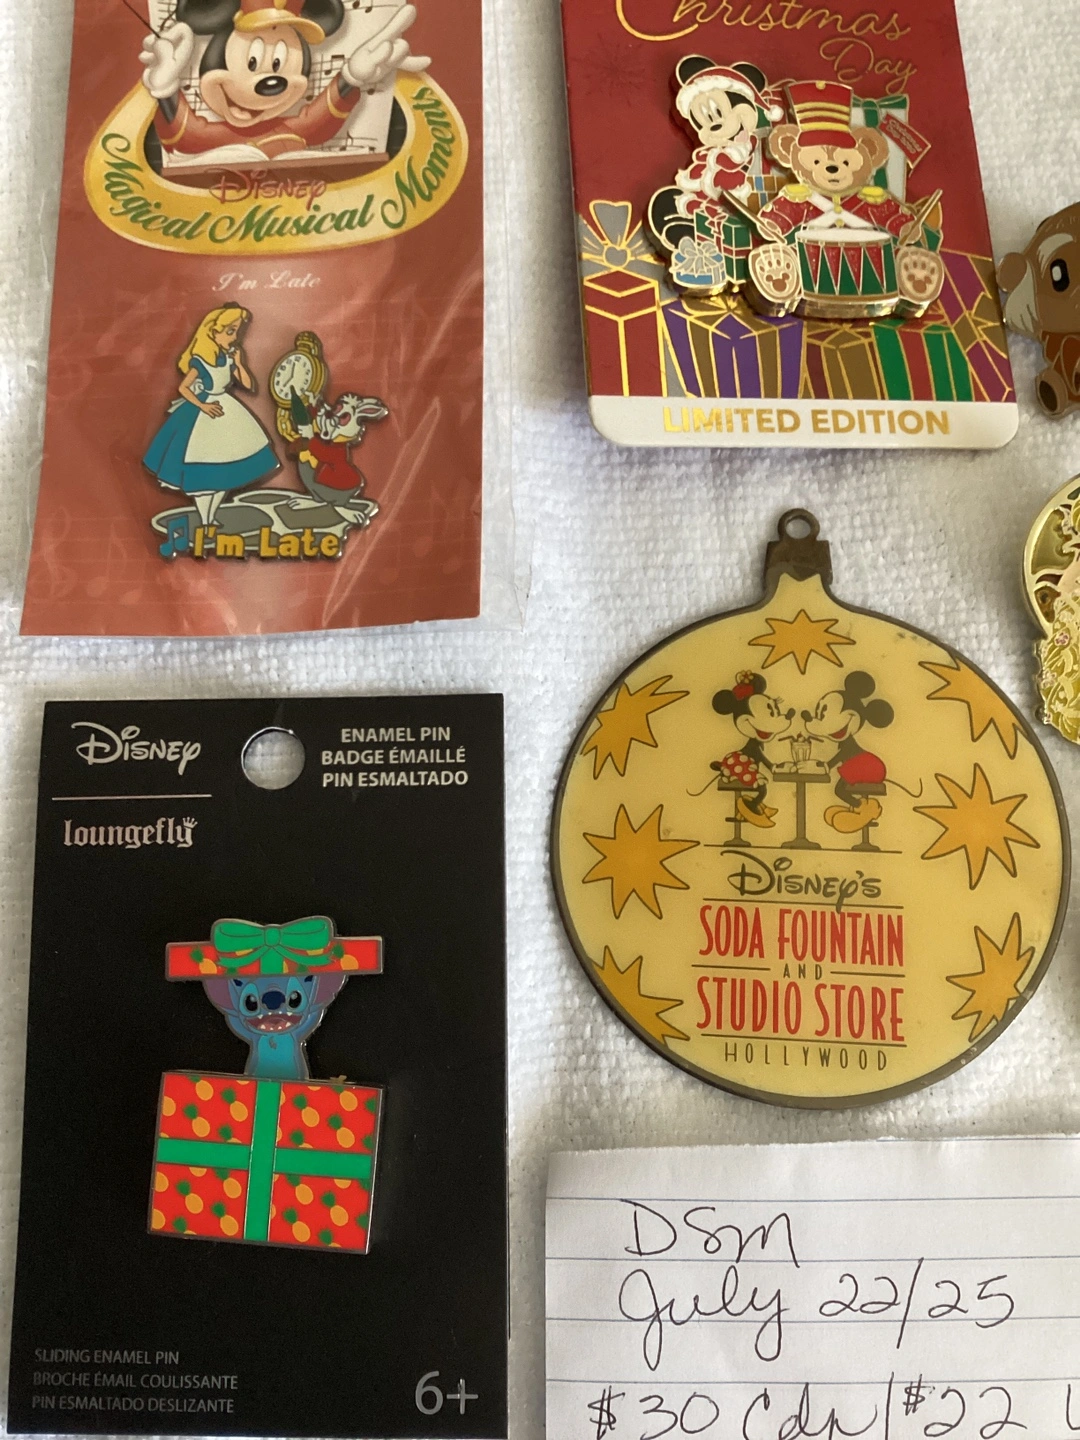 Disney
Magical Musical Moments
I'm Late
I'm Late
Christmas
Day
LIMITED EDITION
DISNEY
loungefly
ENAMEL PIN
BADGE ÉMAILLÉ
PIN ESMALTADO
SLIDING ENAMEL PIN
BROCHE ÉMAIL COULISSANTE
PIN ESMALTADO DESLIZANTE
6+
DISNEY'S
SODA FOUNTAIN
AND
STUDIO STORE
HOLLYWOOD
DSM
July 22/25
$30 Cdn/$22